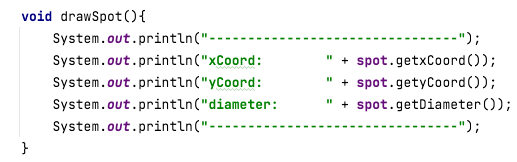 void drawSpot(){
    System.out.println("--------------------------------");
    System.out.println("xCoord:        " + spot.getxCoord());
    System.out.println("yCoord:        " + spot.getyCoord());
    System.out.println("diameter:      " + spot.getDiameter());
    System.out.println("--------------------------------");
}